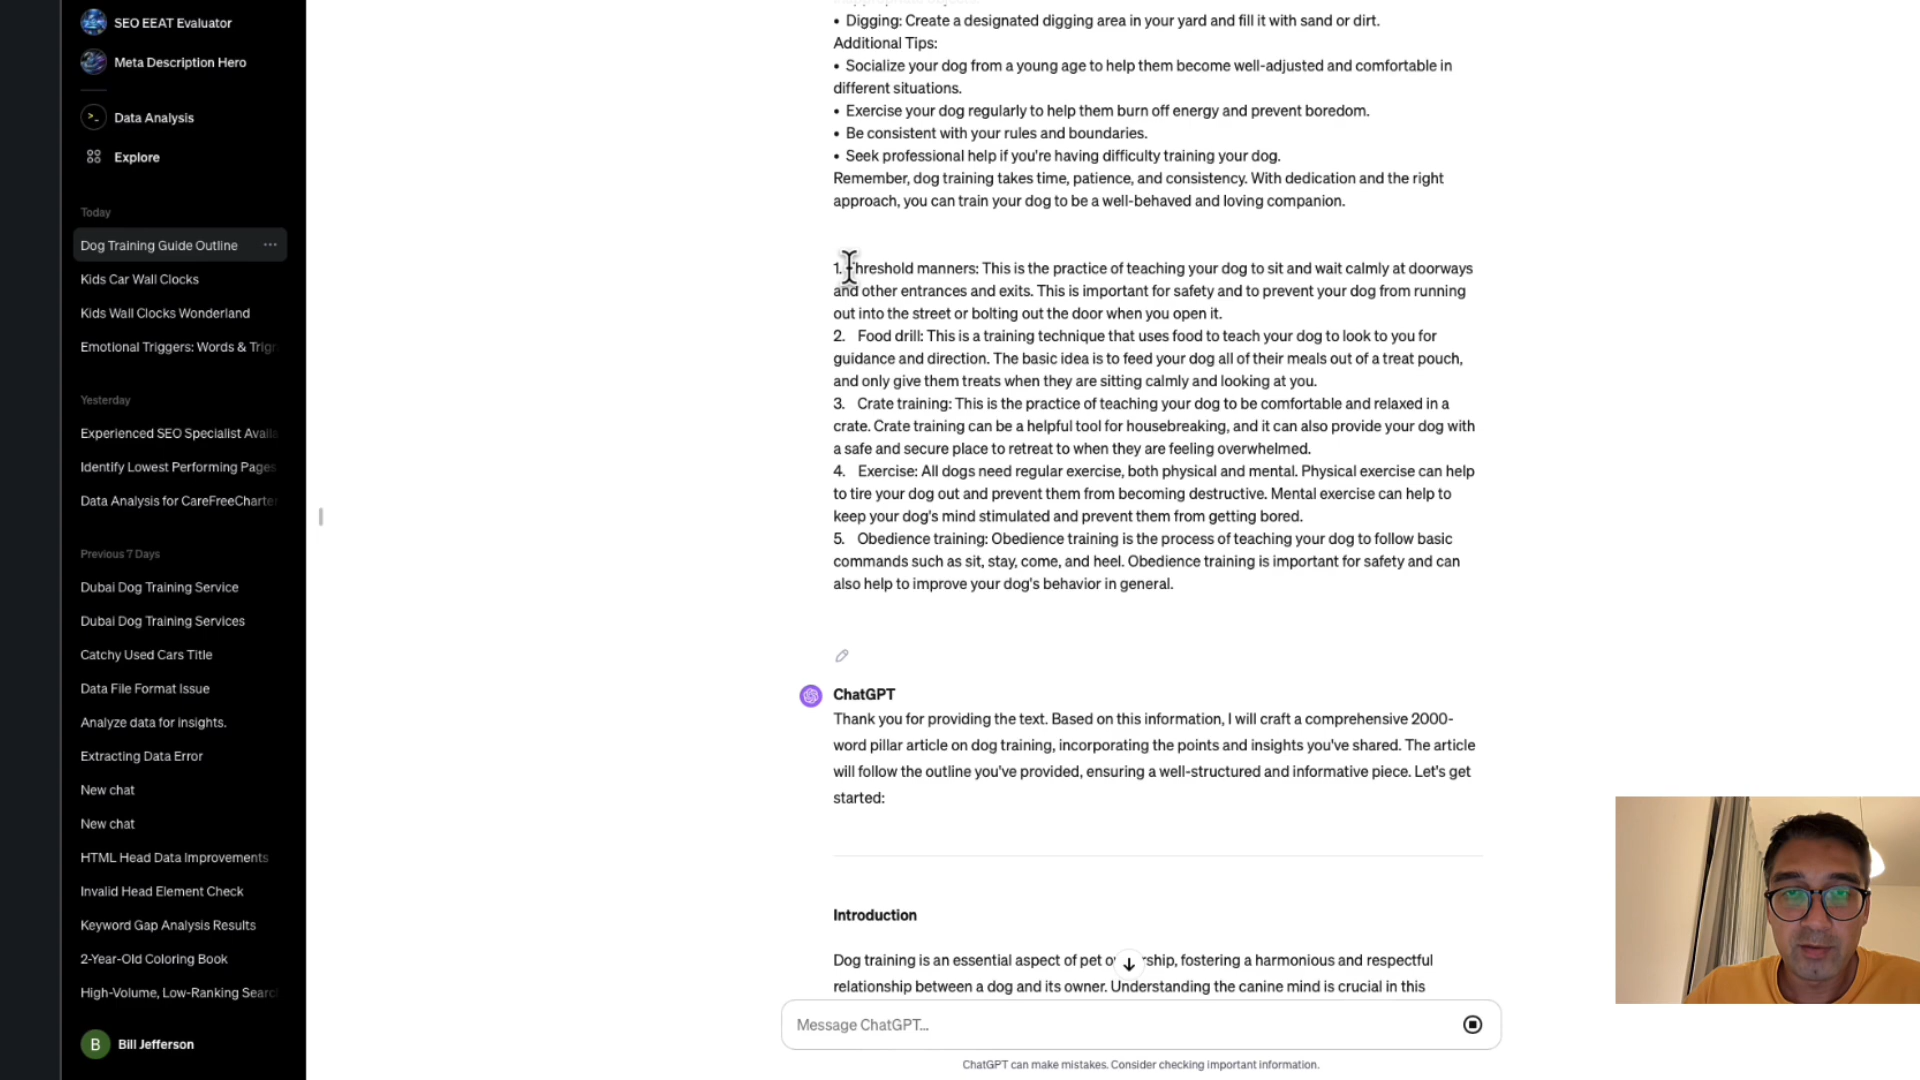 SEO EEAT Evaluator
Meta Description Hero
Data Analysis
Explore
Today
Dog Training Guide Outline
Kids Car Wall Clocks
Kids Wall Clocks Wonderland
Emotional Triggers: Words & Trigr
Yesterday
Experienced SEO Specialist Availa
Identify Lowest Performing Pages
Data Analysis for CareFreeCharter
Previous 7 Days
Dubai Dog Training Service
Dubai Dog Training Services
Catchy Used Cars Title
Data File Format Issue
Analyze data for insights.
Extracting Data Error
New chat
New chat
HTML Head Data Improvements
Invalid Head Element Check
Keyword Gap Analysis Results
2-Year-Old Coloring Book
High-Volume, Low-Ranking Searc
B Bill Jefferson
• Digging: Create a designated digging area in your yard and fill it with sand or dirt.
Additional Tips:
• Socialize your dog from a young age to help them become well-adjusted and comfortable in
different situations.
• Exercise your dog regularly to help them burn off energy and prevent boredom.
• Be consistent with your rules and boundaries.
• Seek professional help if you're having difficulty training your dog.
Remember, dog training takes time, patience, and consistency. With dedication and the right
approach, you can train your dog to be a well-behaved and loving companion.
1. Threshold manners: This is the practice of teaching your dog to sit and wait calmly at doorways
and other entrances and exits. This is important for safety and to prevent your dog from running
out into the street or bolting out the door when you open it.
2. Food drill: This is a training technique that uses food to teach your dog to look to you for
guidance and direction. The basic idea is to feed your dog all of their meals out of a treat pouch,
and only give them treats when they are sitting calmly and looking at you.
3. Crate training: This is the practice of teaching your dog to be comfortable and relaxed in a
crate. Crate training can be a helpful tool for housebreaking, and it can also provide your dog with
a safe and secure place to retreat to when they are feeling overwhelmed.
4. Exercise: All dogs need regular exercise, both physical and mental. Physical exercise can help
to tire your dog out and prevent them from becoming destructive. Mental exercise can help to
keep your dog's mind stimulated and prevent them from getting bored.
5. Obedience training: Obedience training is the process of teaching your dog to follow basic
commands such as sit, stay, come, and heel. Obedience training is important for safety and can
also help to improve your dog's behavior in general.
ChatGPT
Thank you for providing the text. Based on this information, I will craft a comprehensive 2000-
word pillar article on dog training, incorporating the points and insights you've shared. The article
will follow the outline you've provided, ensuring a well-structured and informative piece. Let's get
started:
Introduction
Dog training is an essential aspect of pet ownership, fostering a harmonious and respectful
relationship between a dog and its owner. Understanding the canine mind is crucial in this
Message ChatGPT...
ChatGPT can make mistakes. Consider checking important information.